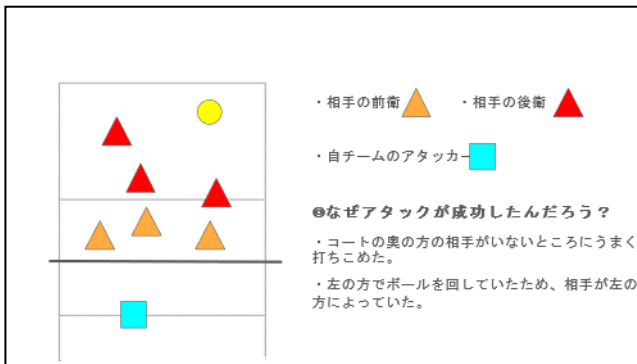 ・相手の前衛 ・相手の後衛
・自チームのアタッカー
❷なぜアタックが成功したんだろう？
・コートの奥の方の相手がいないところにうまく
打ちこめた。
・左の方でボールを回していたため、相手が左の
方によっていた。